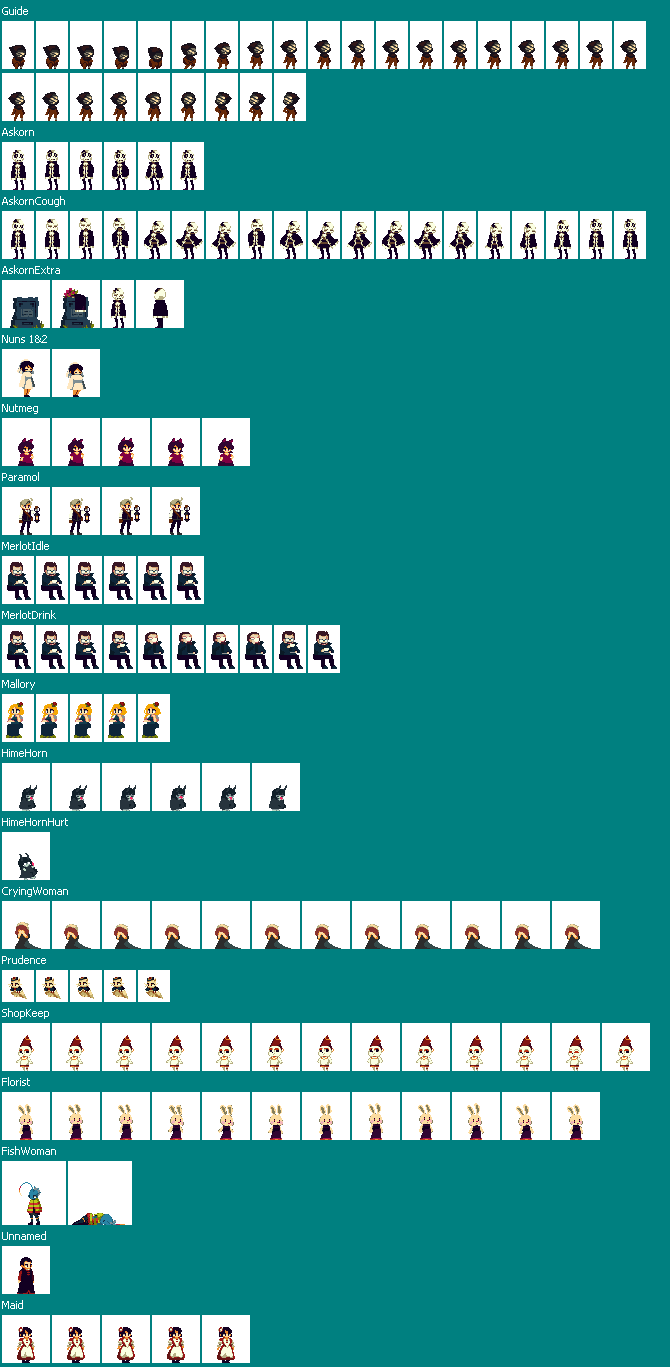 Guide
Askorn
AskornCough
AskornExtra
Nuns 1&2
Nutmeg
Paramol
MerlotIdle
MerlotDrink
Mallory
HimeHorn
HimeHornHurt
CryingWoman
Prudence
ShopKeep
Florist
FishWoman
Unnamed
Maid